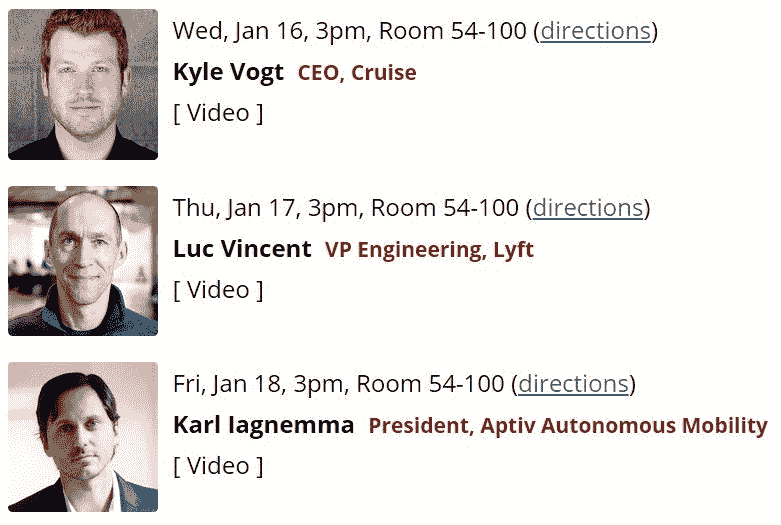 Wed, Jan 16, 3pm, Room 54-100 (directions)
Kyle Vogt CEO, Cruise
[ Video ]
Thu, Jan 17, 3pm, Room 54-100 (directions)
Luc Vincent VP Engineering, Lyft
[ Video ]
Fri, Jan 18, 3pm, Room 54-100 (directions)
Karl Iagnemma President, Aptiv Autonomous Mobility
[ Video ]